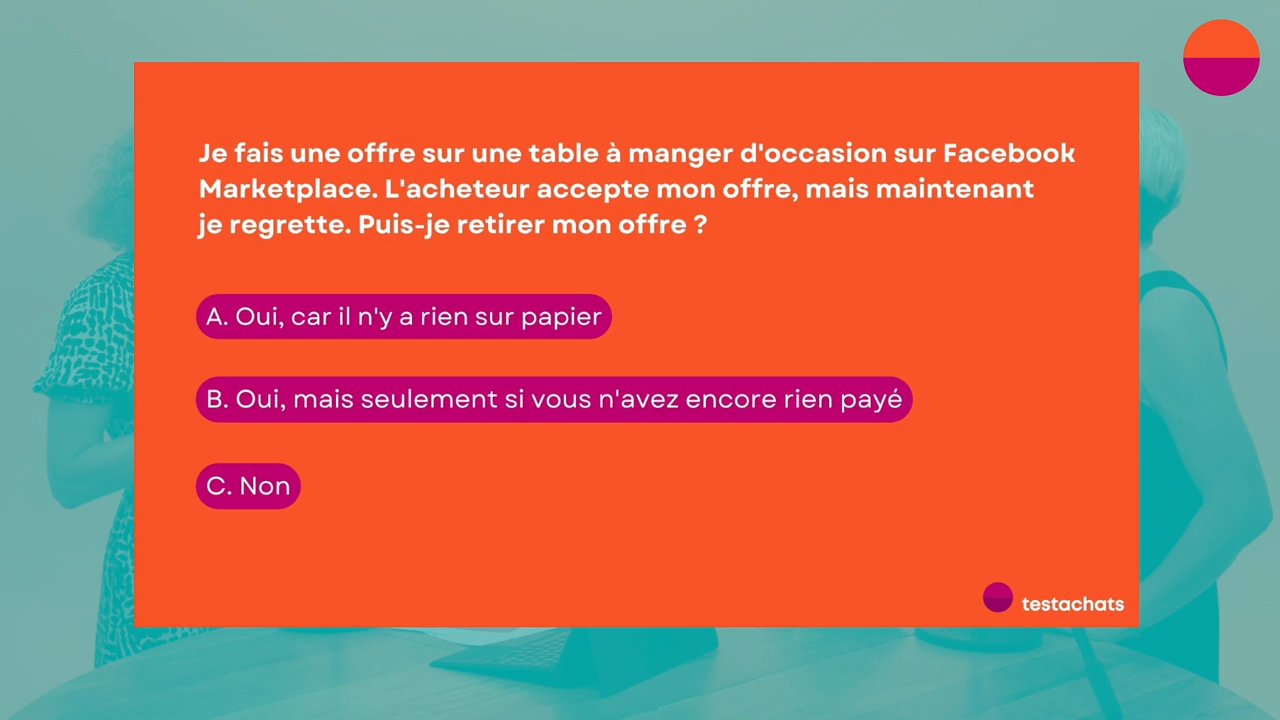 Je fais une offre sur une table à manger d'occasion sur Facebook
Marketplace. L'acheteur accepte mon offre, mais maintenant
je regrette. Puis-je retirer mon offre ?
A. Oui, car il n'y a rien sur papier
B. Oui, mais seulement si vous n'avez encore rien payé
C. Non
testachats